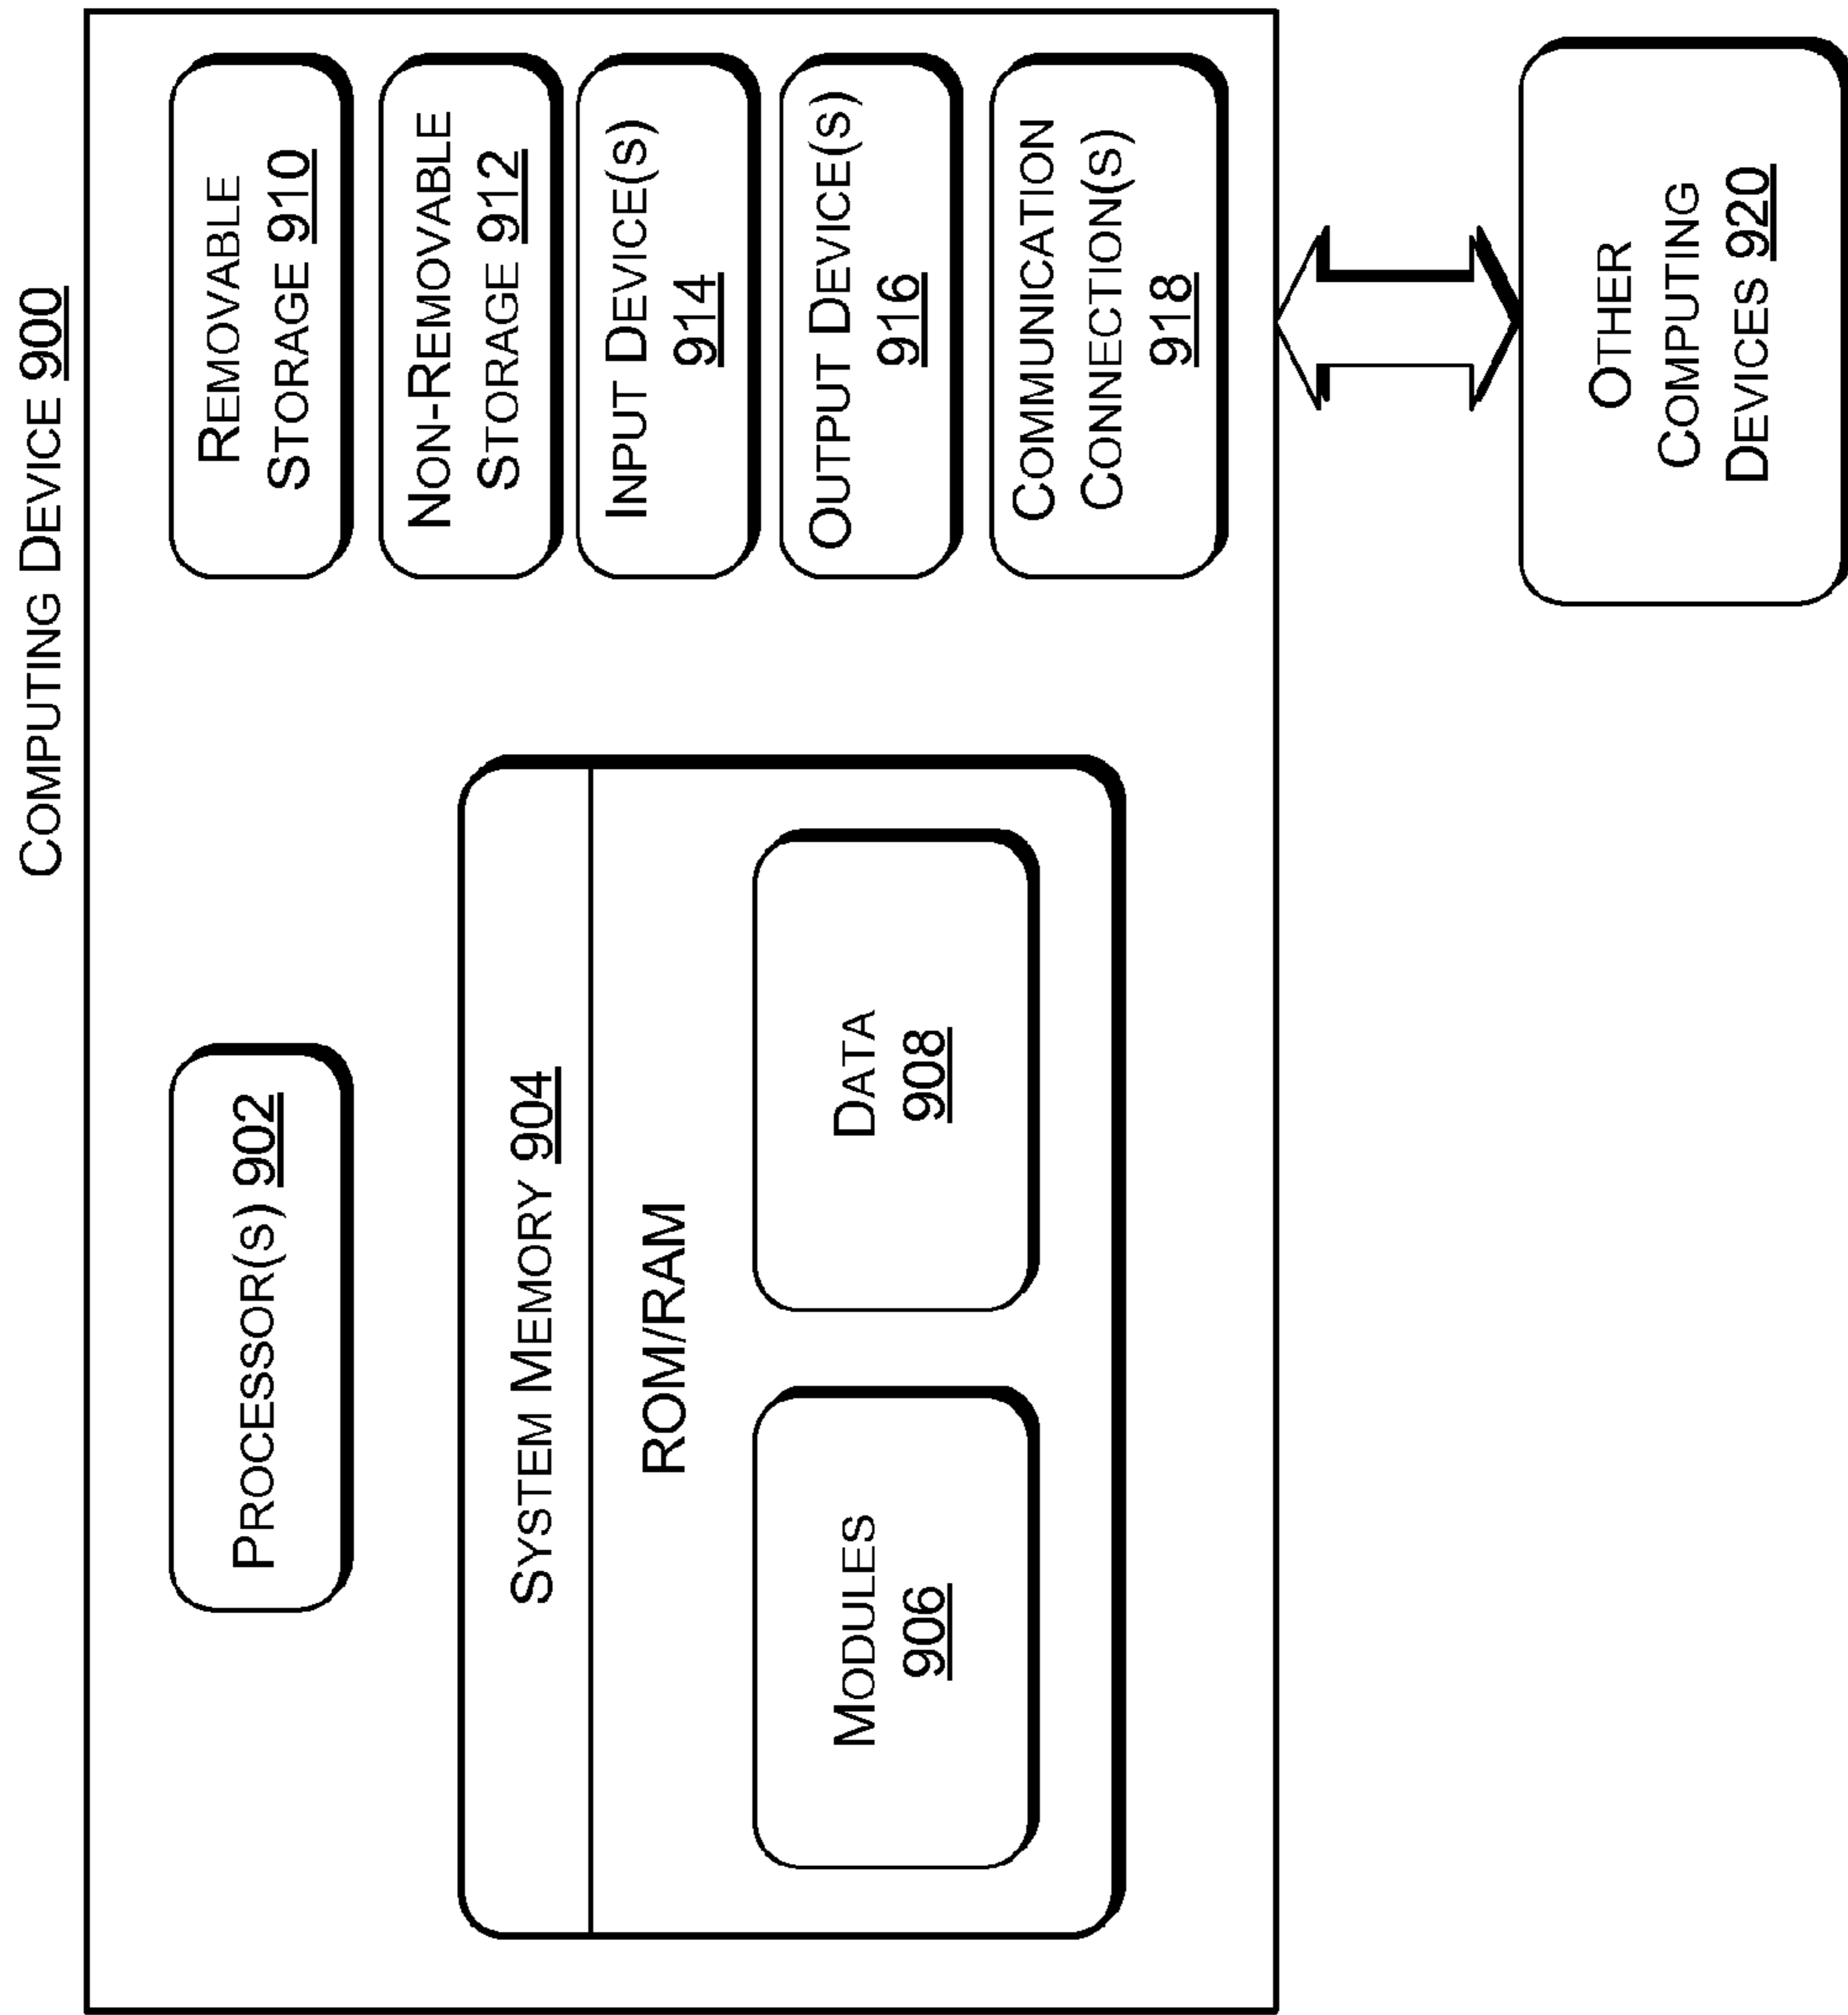 COMPUTING DEVICE 900
PROCESSOR(S) 902
SYSTEM MEMORY 904
ROM/RAM
MODULES
906
DATA
908
REMOVABLE
STORAGE 910
NON-REMOVABLE
STORAGE 912
INPUT DEVICE(S)
914
OUTPUT DEVICE(S)
916
COMMUNICATION
CONNECTION(S)
918
OTHER
COMPUTING
DEVICES 920